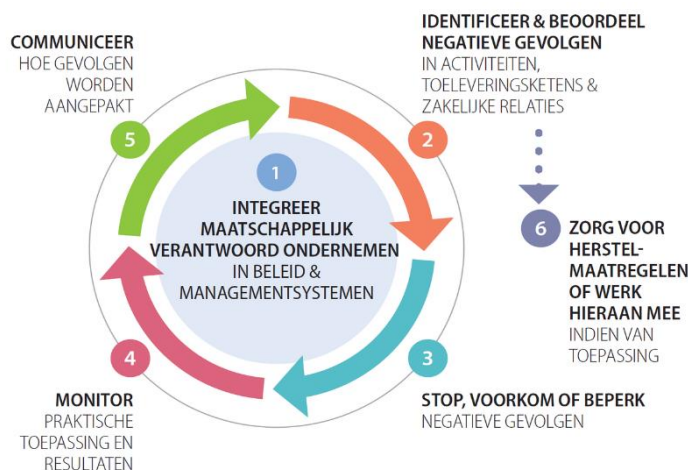 1
INTEGREER
MAATSCHAPPELIJK
VERANTWOORD ONDERNEMEN
IN BELEID &
MANAGEMENTSYSTEMEN
2
IDENTIFICEER & BEOORDEEL
NEGATIEVE GEVOLGEN
IN ACTIVITEITEN,
TOELEVERINGSKETENS &
ZAKELIJKE RELATIES
3
STOP, VOORKOM OF BEPERK
NEGATIEVE GEVOLGEN
4
MONITOR
PRAKTISCHE
TOEPASSING EN
RESULTATEN
5
COMMUNICEER
HOE GEVOLGEN
WORDEN
AANGEPAKT
6
ZORG VOOR
HERSTEL-
MAATREGELEN
OF WERK
HIERAAN MEE
INDIEN VAN
TOEPASSING